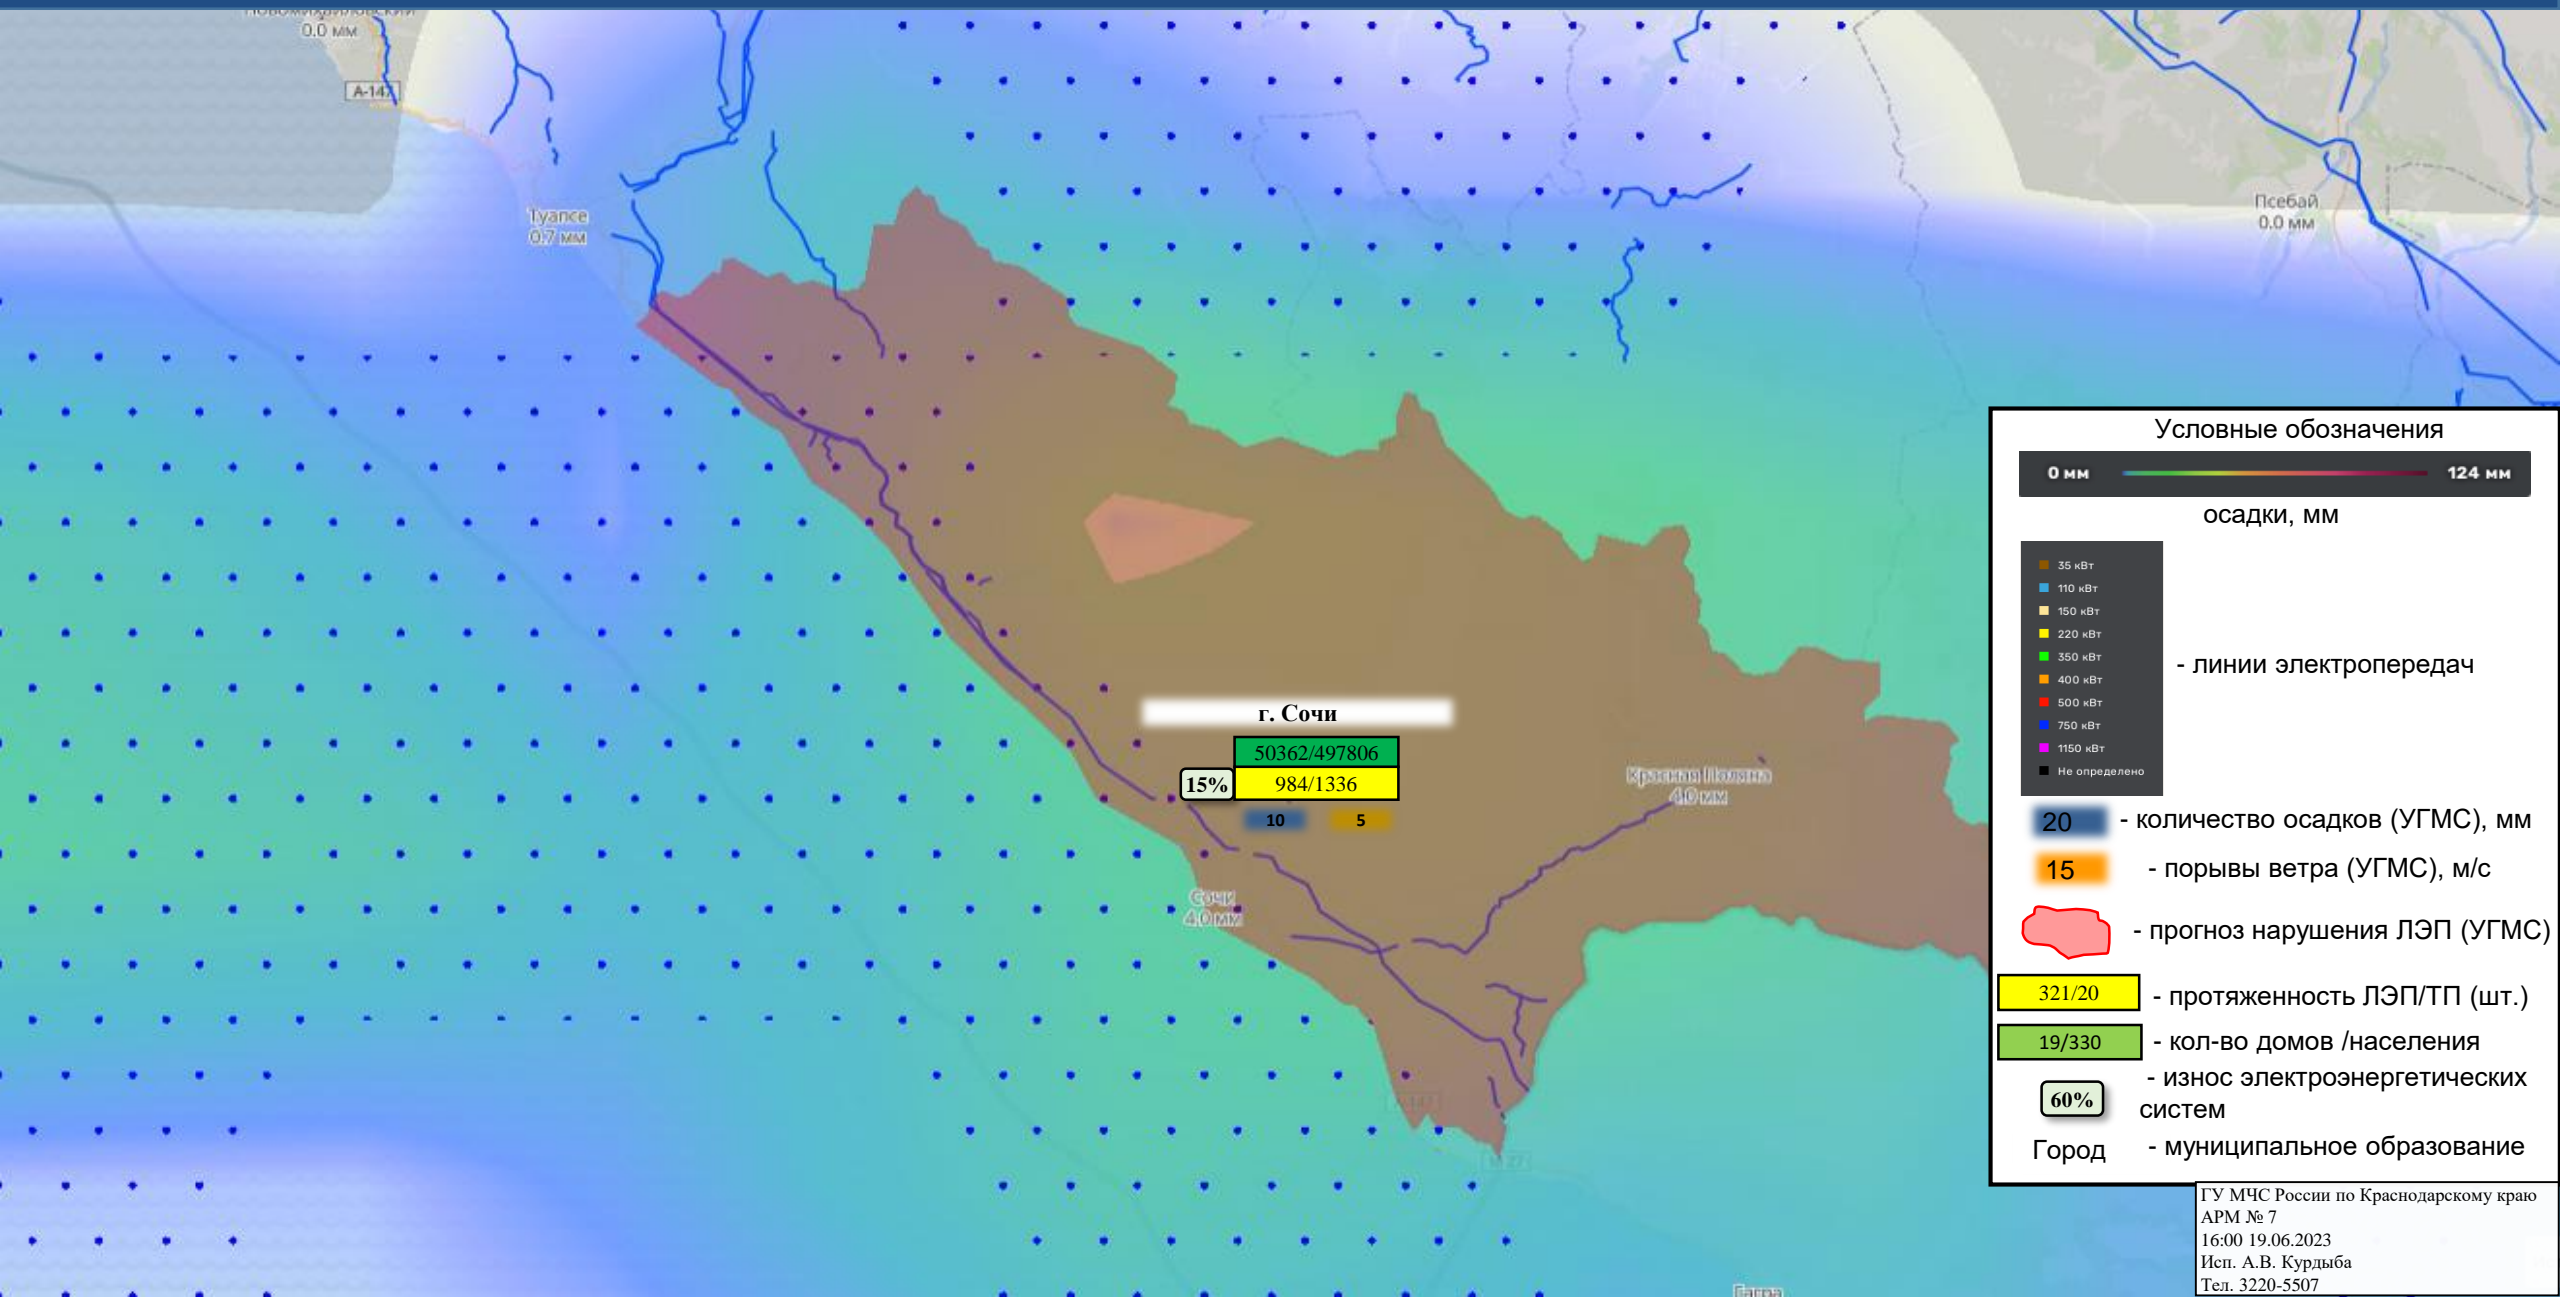 Новомихайловский
0.0 мм
А-147
Туапсе
0.7 мм
Псебай
0.0 мм
г. Сочи
50362/497806
15%
984/1336
10
5
Красная Поляна
4.0 мм
Сочи
4.0 мм
А-147
М-27
Гагра
Условные обозначения
0 мм
124 мм
осадки, мм
35 кВт
110 кВт
150 кВт
220 кВт
350 кВт
400 кВт
500 кВт
750 кВт
1150 кВт
Не определено
- линии электропередач
20 - количество осадков (УГМС), мм
15 - порывы ветра (УГМС), м/с
- прогноз нарушения ЛЭП (УГМС)
321/20 - протяженность ЛЭП/ТП (шт.)
19/330 - кол-во домов /населения
60% - износ электроэнергетических
систем
Город - муниципальное образование
ГУ МЧС России по Краснодарскому краю
АРМ № 7
16:00 19.06.2023
Исп. А.В. Курдыба
Тел. 3220-5507